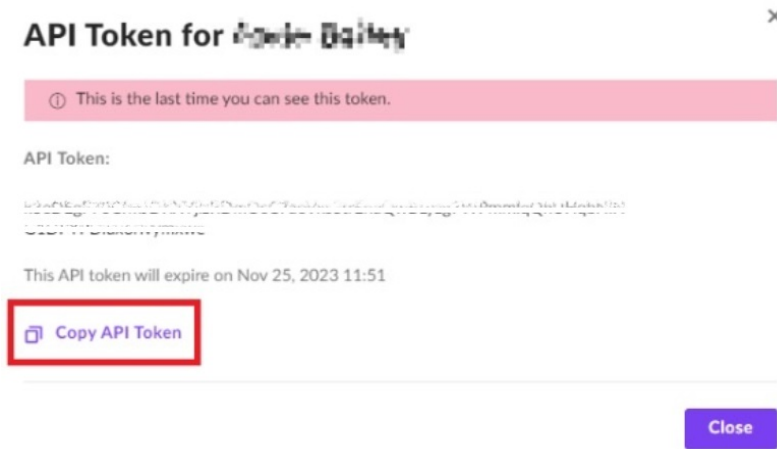 API Token for
This is the last time you can see this token.
API Token:
This API token will expire on Nov 25, 2023 11:51
Copy API Token
Close